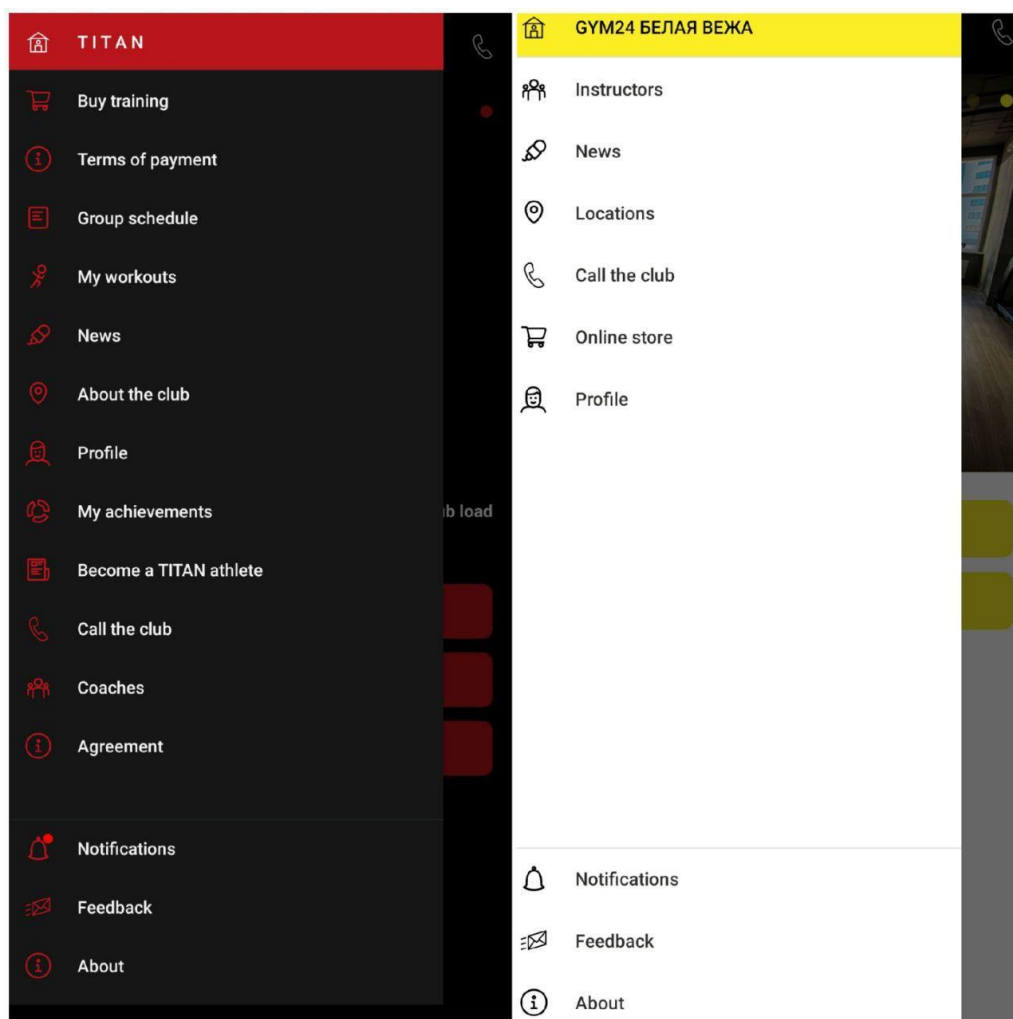 TITAN
Buy training
Terms of payment
Group schedule
My workouts
News
About the club
Profile
My achievements
ub load
Become a TITAN athlete
Call the club
Coaches
Agreement
Notifications
Feedback
About
GYM24 БЕЛАЯ ВЕЖА
Instructors
News
Locations
Call the club
Online store
Profile
Notifications
Feedback
About